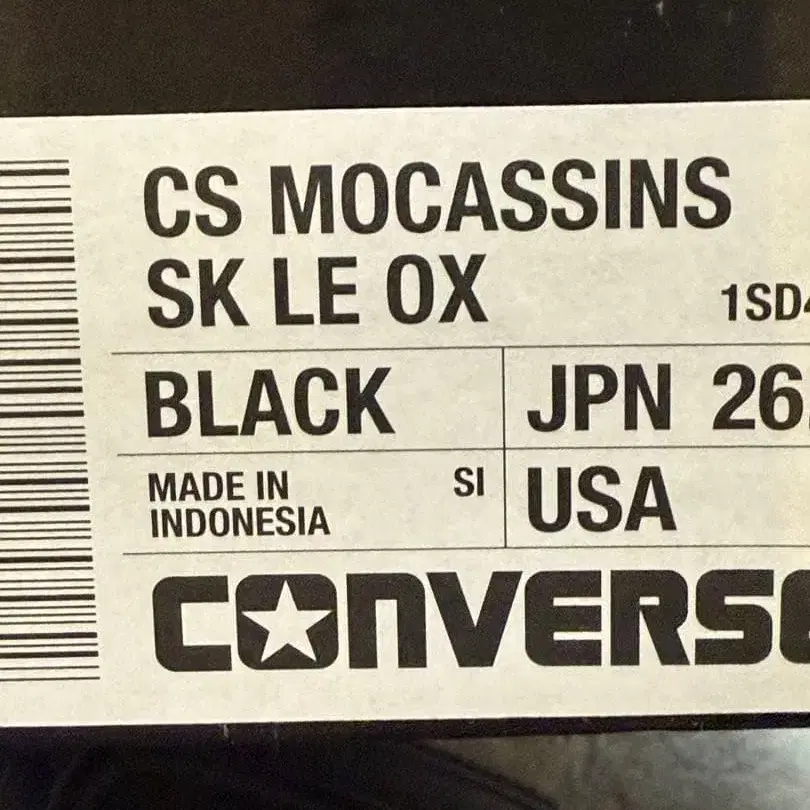 CS MOCASSINS
SK LE OX
1SD4
BLACK
JPN 26.
MADE IN
INDONESIA
SI
USA
CONVERSE